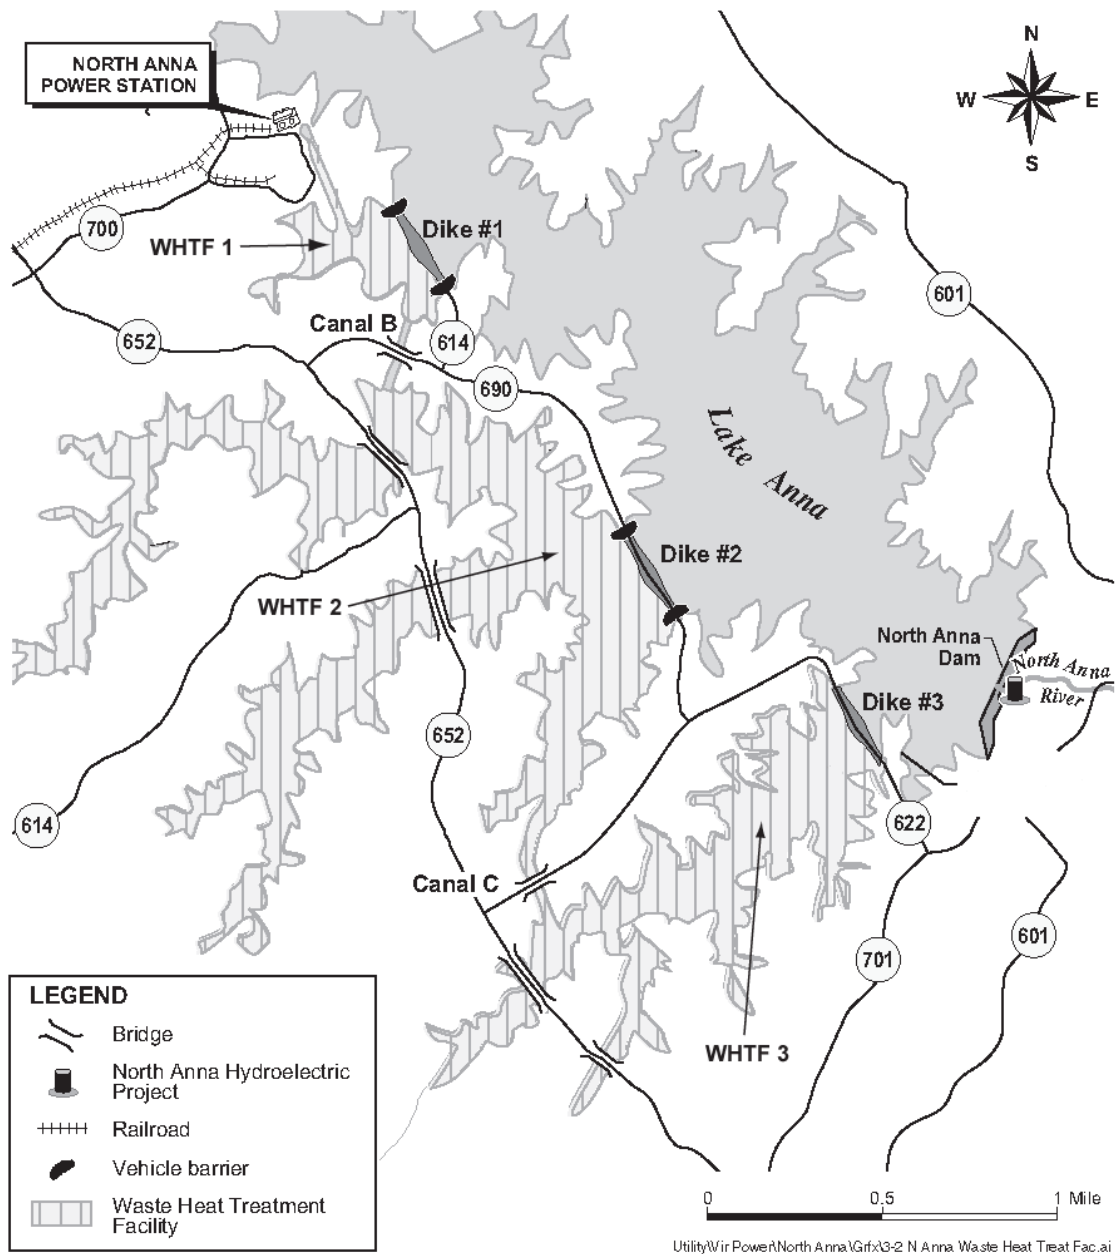 NORTH ANNA
POWER STATION
N
W
E
S
700
WHTF 1
Dike #1
601
652
Canal B
614
690
Lake Anna
Dike #2
WHTF 2
North Anna
Dam
North Anna
River
Dike #3
652
614
622
Canal C
701
601
WHTF 3
LEGEND
Bridge
North Anna Hydroelectric
Project
Railroad
Vehicle barrier
Waste Heat Treatment
Facility
0
0.5
1 Mile
Utility\Vir Power\North Anna\Grfx\3-2 N Anna Waste Heat Treat Fac.ai